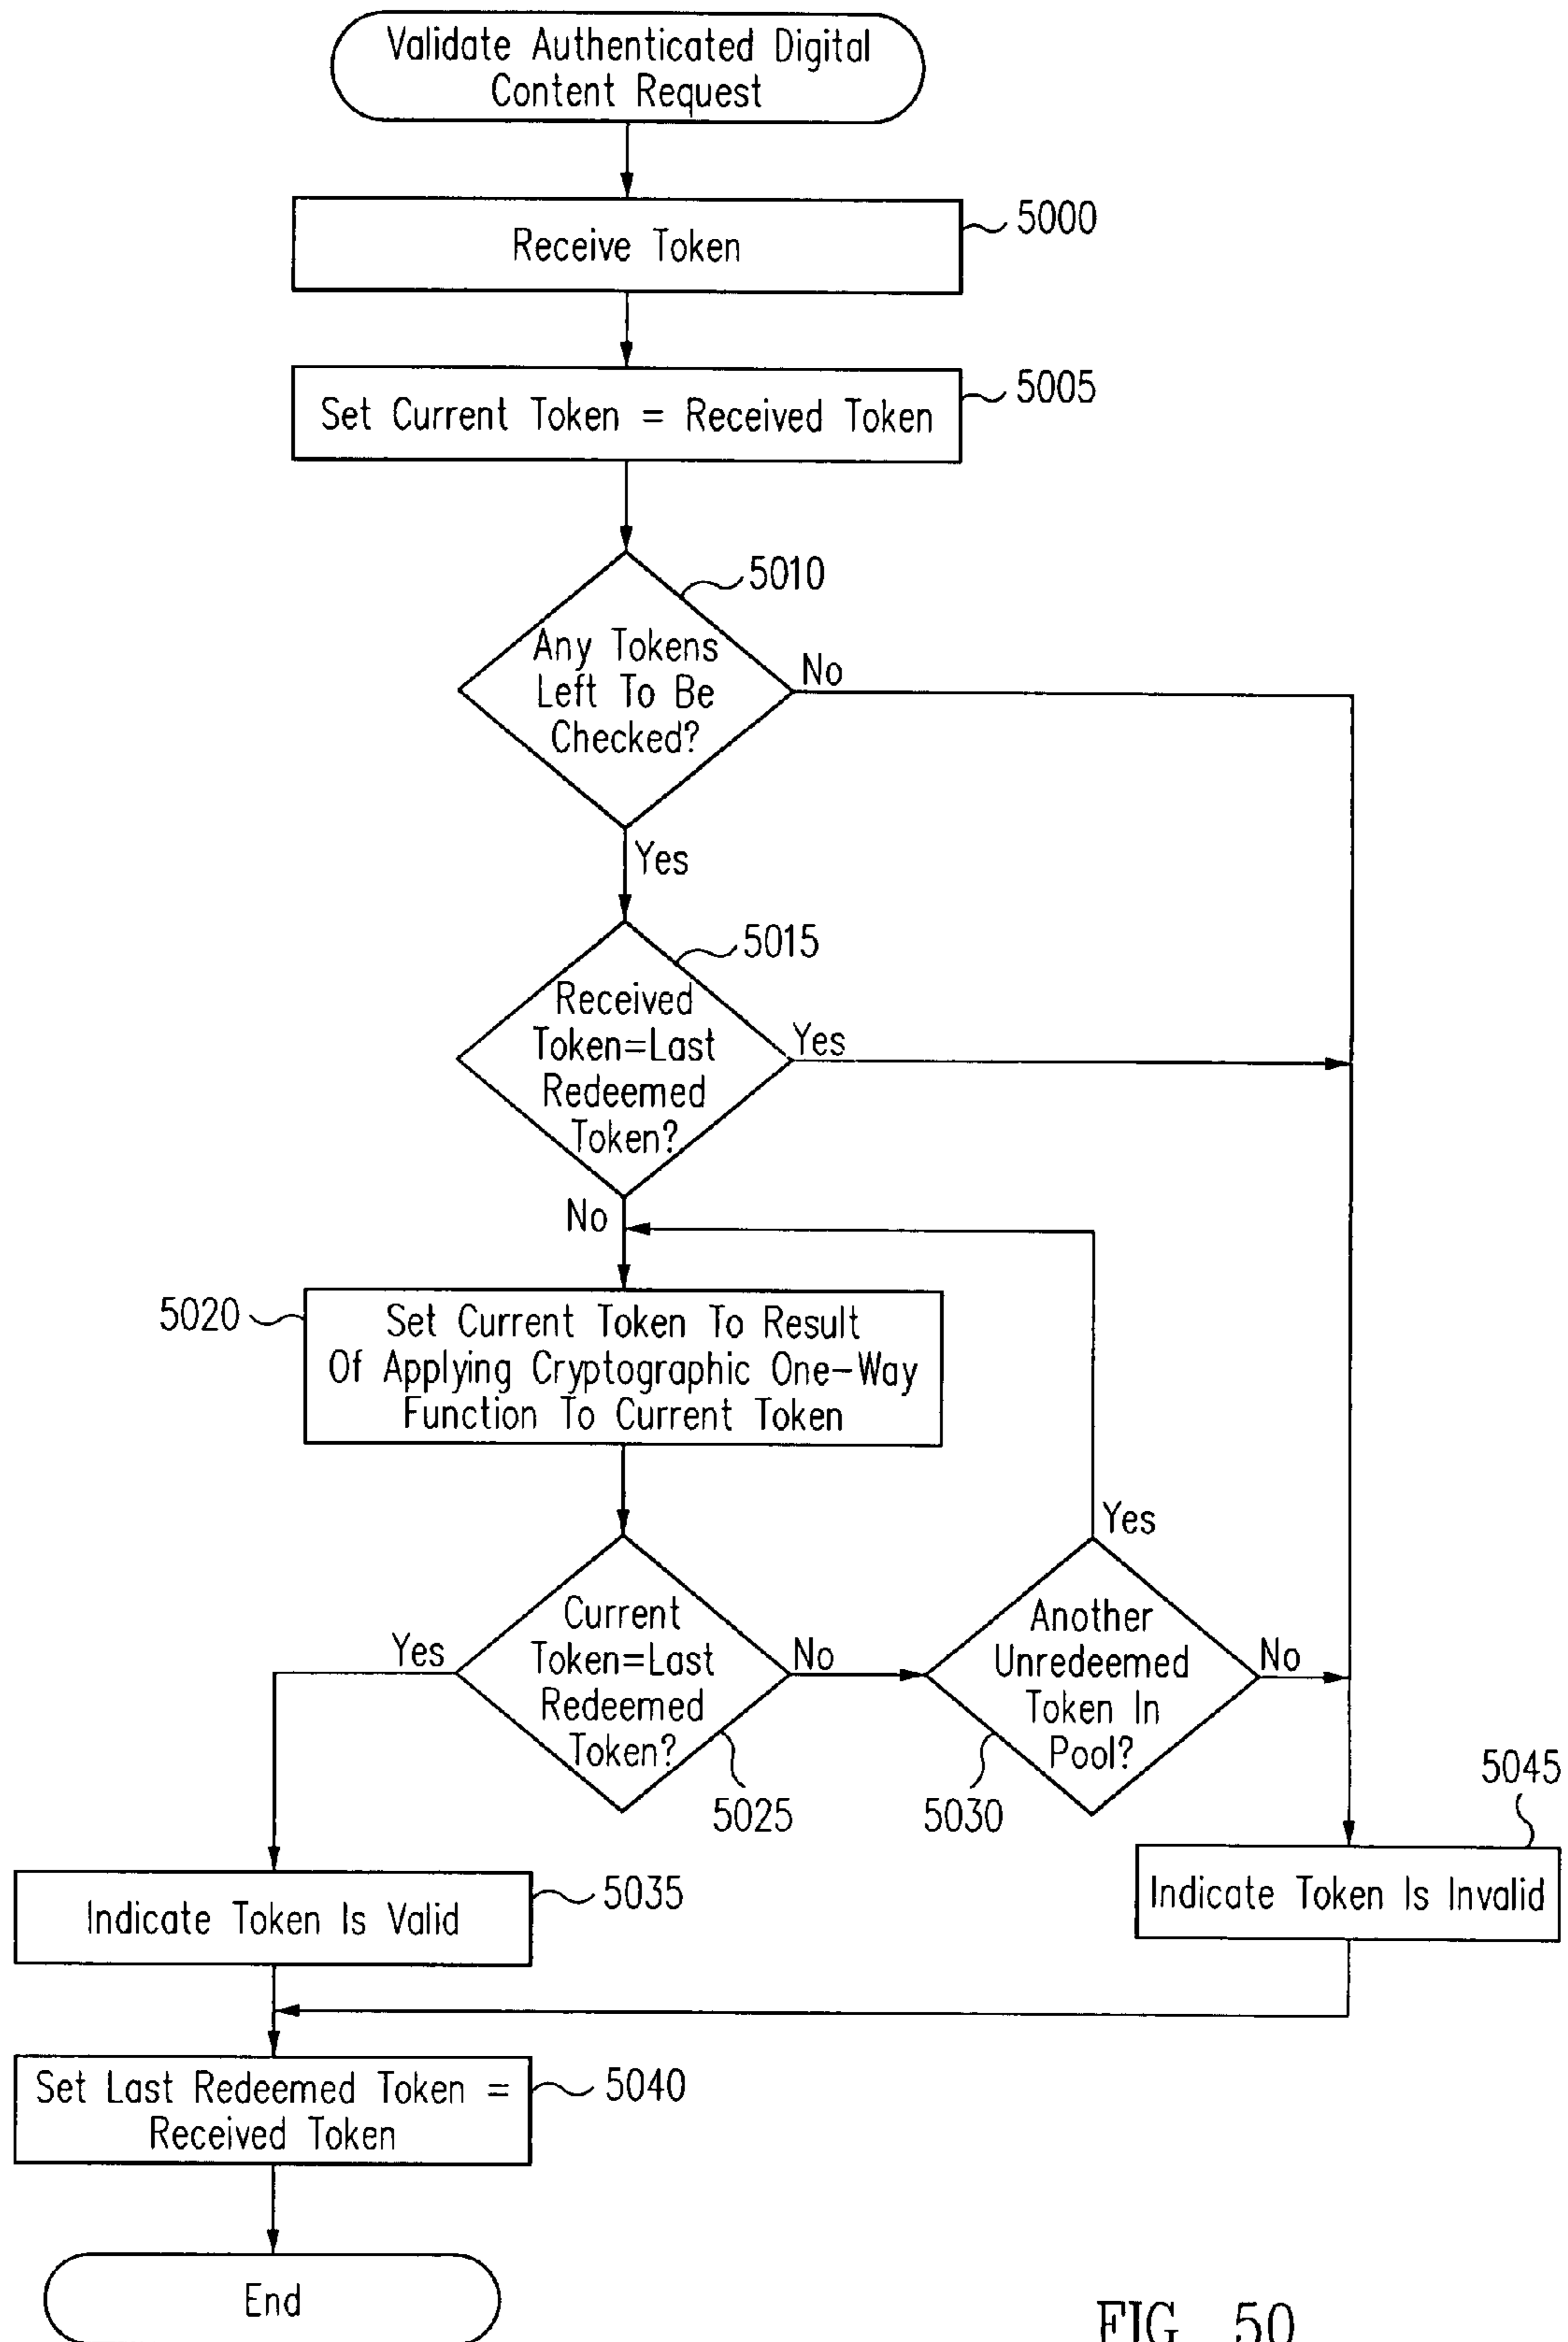 Validate Authenticated Digital
Content Request
Receive Token
5000
Set Current Token = Received Token
5005
5010
Any Tokens
Left To Be
Checked?
No
Yes
5015
Received
Token=Last
Redeemed
Token?
Yes
No
5020
Set Current Token To Result
Of Applying Cryptographic One-Way
Function To Current Token
Yes
Current
Token=Last
Redeemed
Token?
Yes
No
Another
Unredeemed
Token In
Pool?
No
5025
5030
5045
Indicate Token Is Valid
5035
Indicate Token Is Invalid
Set Last Redeemed Token =
Received Token
5040
End
FIG. 50